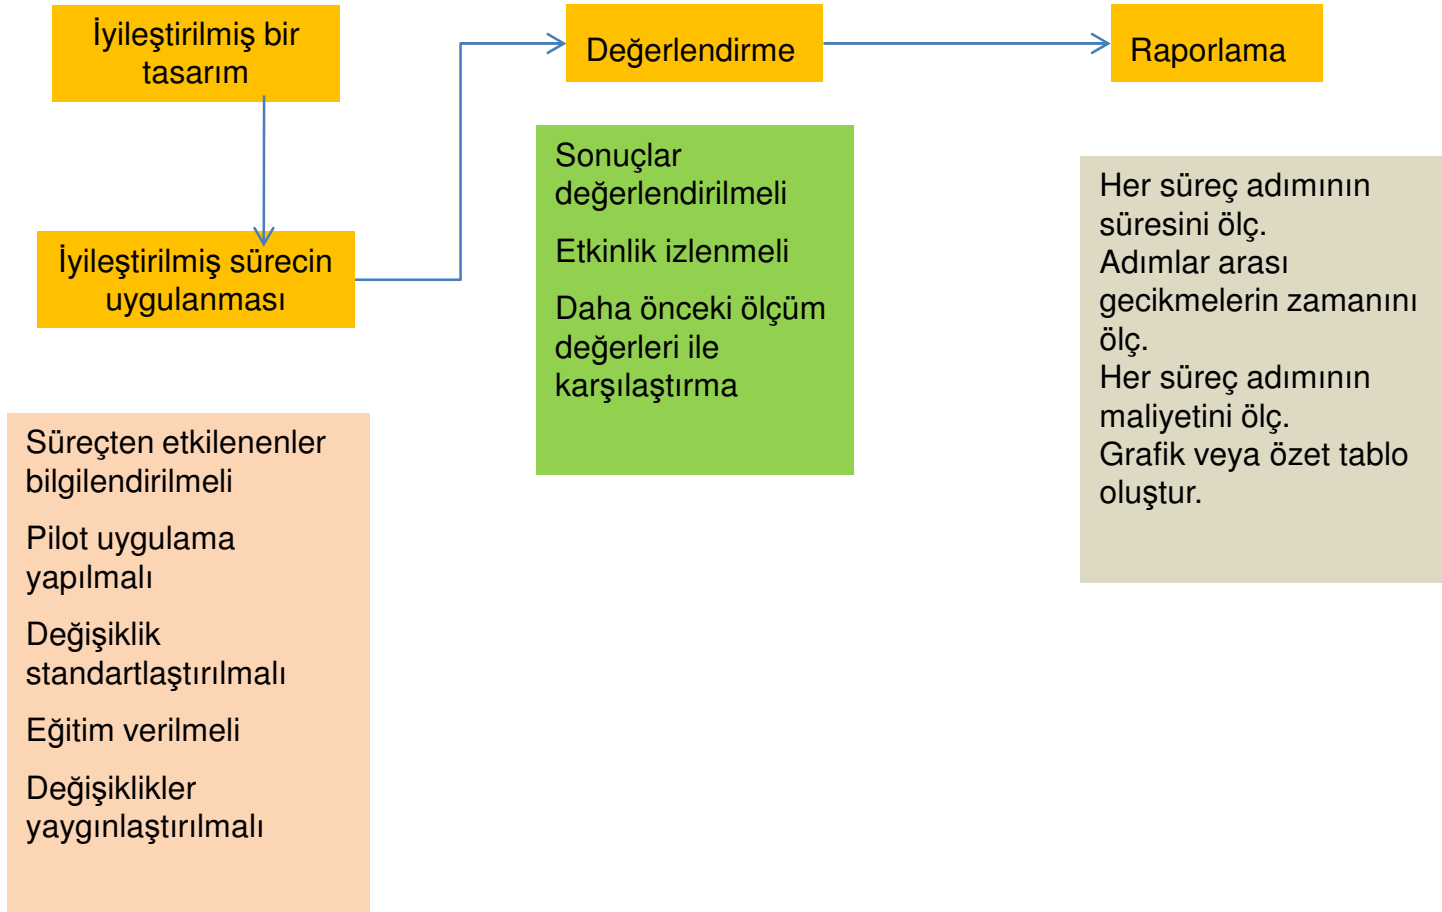 İyileştirilmiş bir
tasarım
İyileştirilmiş sürecin
uygulanması
Süreçten etkilenenler
bilgilendirilmeli
Pilot uygulama
yapılmalı
Değişiklik
standartlaştırılmalı
Eğitim verilmeli
Değişiklikler
yaygınlaştırılmalı
Değerlendirme
Sonuçlar
değerlendirilmeli
Etkinlik izlenmeli
Daha önceki ölçüm
değerleri ile
karşılaştırma
Raporlama
Her süreç adımının
süresini ölç.
Adımlar arası
gecikmelerin zamanını
ölç.
Her süreç adımının
maliyetini ölç.
Grafik veya özet tablo
oluştur.